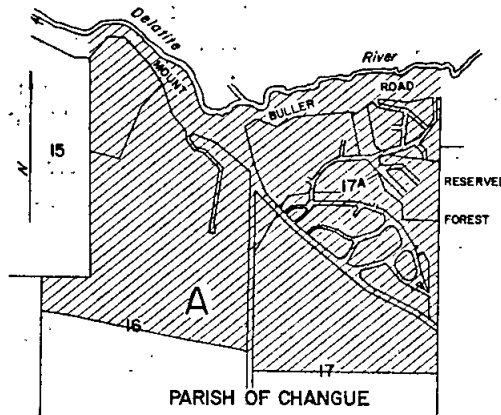 Delatite
River
MOUNT
BULLER
ROAD
N
15
17A
RESERVED
FOREST
A
16
17
PARISH OF CHANGUE